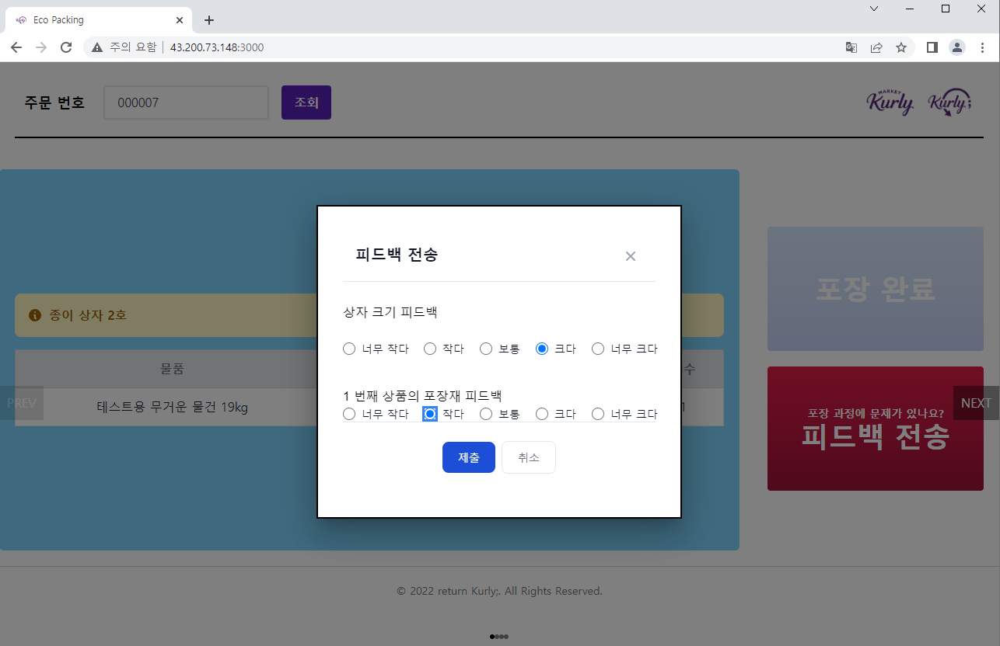 Eco Packing
주의 요함 43.200.73.148:3000
주문 번호 000007 조회
MARKET Kurly Kurly;
피드백 전송
상자 크기 피드백
너무 작다 작다 보통 크다 너무 크다
1 번째 상품의 포장재 피드백
너무 작다 작다 보통 크다 너무 크다
제출 취소
종이 상자 2호
물품 수
테스트용 무거운 물건 19kg 1
PREV
NEXT
포장 완료
포장 과정에 문제가 있나요?
피드백 전송
© 2022 return Kurly;. All Rights Reserved.